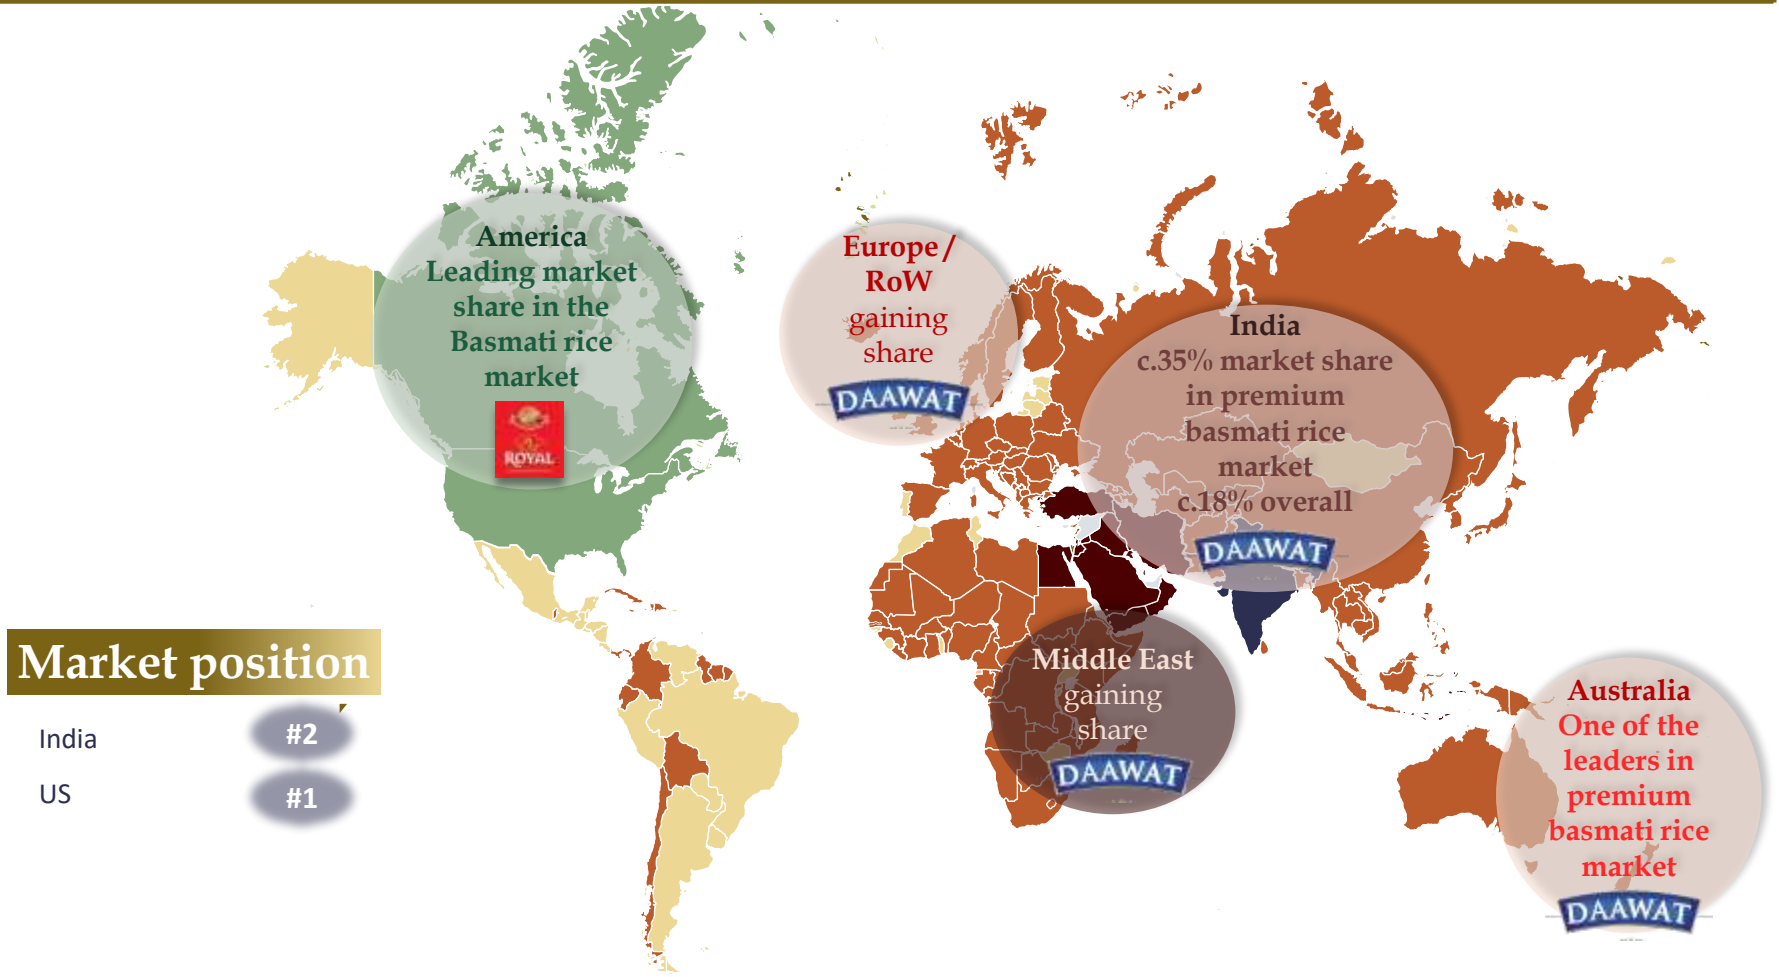 America
Leading market
share in the
Basmati rice
market
ROYAL
Europe /
RoW
gaining
share
DAAWAT
India
c.35% market share
in premium
basmati rice
market
c.18% overall
DAAWAT
Middle East
gaining
share
DAAWAT
Australia
One of the
leaders in
premium
basmati rice
market
DAAWAT
Market position
India #2
US #1